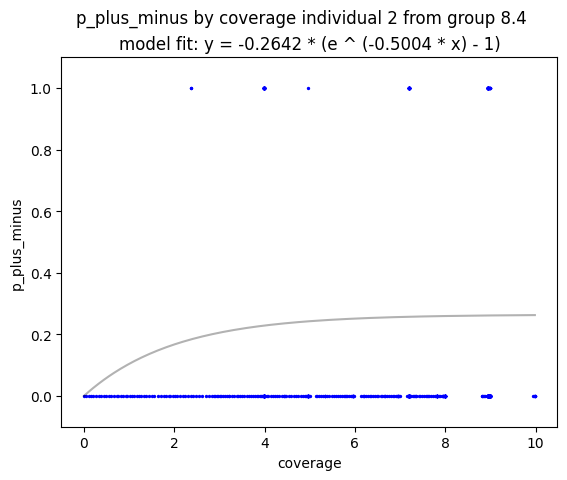 p_plus_minus by coverage individual 2 from group 8.4
model fit: y = -0.2642 * (e ^ (-0.5004 * x) - 1)
1.0
0.8
0.6
0.4
0.2
0.0
p_plus_minus
0 2 4 6 8 10
coverage